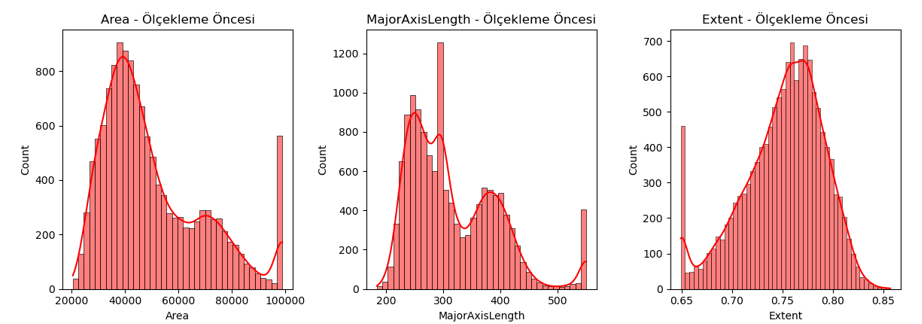 Area - Ölçekleme Öncesi
MajorAxisLength - Ölçekleme Öncesi
Extent - Ölçekleme Öncesi
Count
800
600
400
200
0
20000 40000 60000 80000 100000
Area
Count
1200
1000
800
600
400
200
0
200 300 400 500
MajorAxisLength
Count
700
600
500
400
300
200
100
0
0.65 0.70 0.75 0.80 0.85
Extent